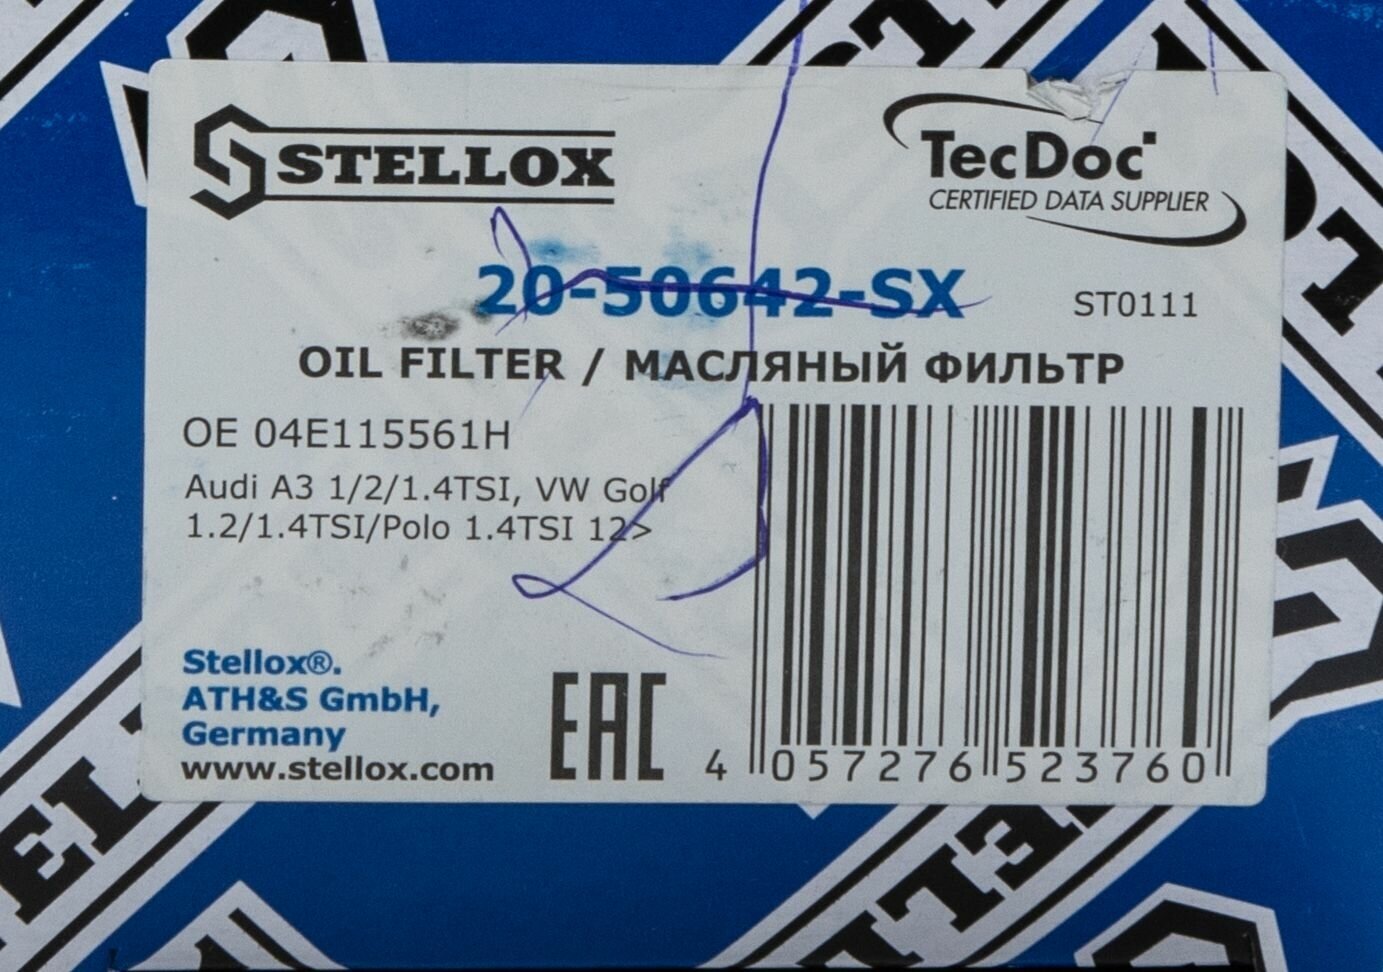 STELLOX
TecDoc
CERTIFIED DATA SUPPLIER
20-50642-SX
ST0111
OIL FILTER / МАСЛЯНЫЙ ФИЛЬТР
OE 04E115561H
Audi A3 1/2/1.4TSI, VW Golf
1.2/1.4TSI/Polo 1.4TSI 12>
Stellox®.
ATH&S GmbH,
Germany
www.stellox.com
EAC
4 057276 523760